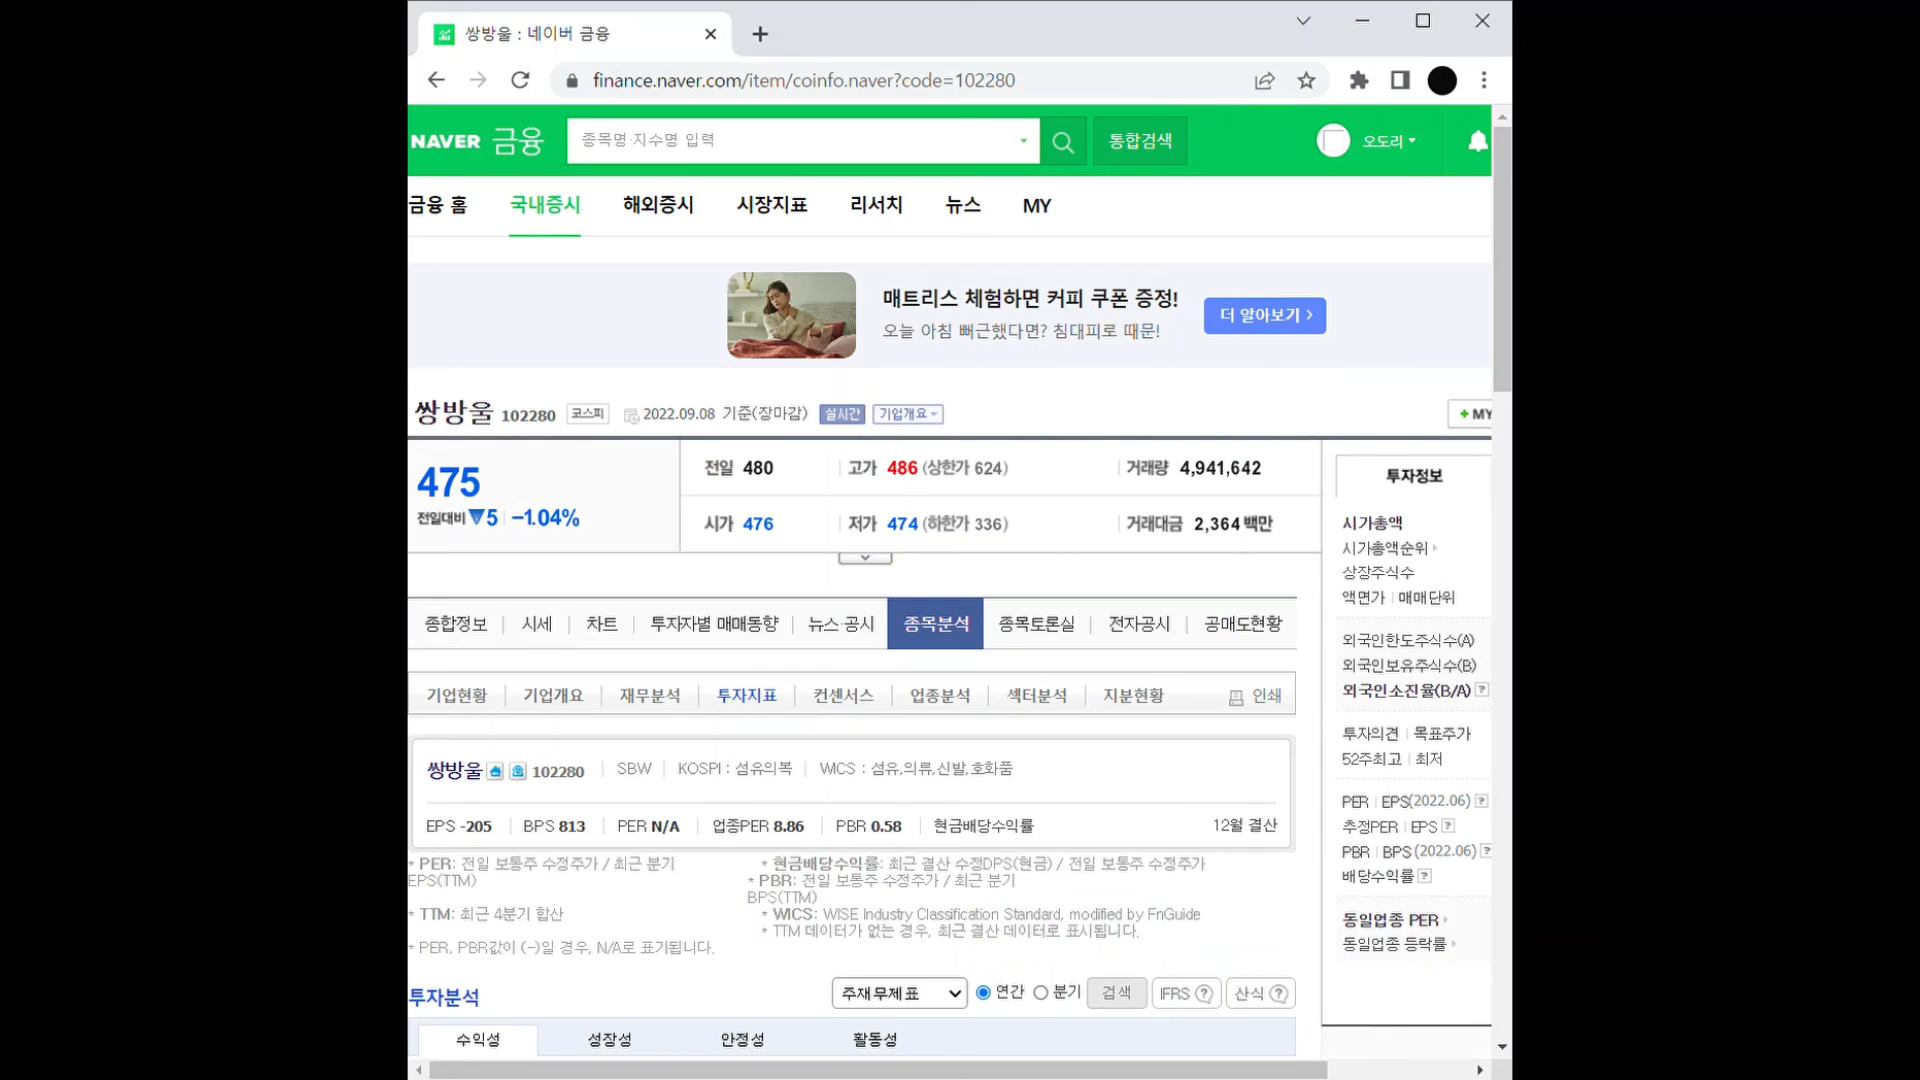 쌍방울 : 네이버 금융
finance.naver.com/item/coinfo.naver?code=102280
NAVER 금융 종목명·지수명 입력 통합검색 오도리
금융 홈 국내증시 해외증시 시장지표 리서치 뉴스 MY
매트리스 체험하면 커피 쿠폰 증정!
오늘 아침 뻐근했다면? 침대피로 때문!
더 알아보기 >
쌍방울 102280 코스피 2022.09.08 기준(장마감) 실시간 기업개요 + MY
475
전일대비 ▼5 -1.04%
전일 480 고가 486 (상한가 624) 거래량 4,941,642
시가 476 저가 474 (하한가 336) 거래대금 2,364 백만
종합정보 시세 차트 투자자별 매매동향 뉴스·공시 종목분석 종목토론실 전자공시 공매도현황
기업현황 기업개요 재무분석 투자지표 컨센서스 업종분석 섹터분석 지분현황 인쇄
쌍방울 102280 SBW KOSPI : 섬유의복 WICS : 섬유,의류,신발,호화품
EPS -205 BPS 813 PER N/A 업종PER 8.86 PBR 0.58 현금배당수익률 12월 결산
* PER: 전일 보통주 수정주가 / 최근 분기
EPS(TTM)
* TTM: 최근 4분기 합산
* PER, PBR값이 (-)일 경우, N/A로 표기됩니다.
* 현금배당수익률: 최근 결산 수정DPS(현금) / 전일 보통주 수정주가
* PBR: 전일 보통주 수정주가 / 최근 분기
BPS(TTM)
* WICS: WISE Industry Classification Standard, modified by FnGuide
* TTM 데이터가 없는 경우, 최근 결산 데이터로 표시됩니다.
투자분석 주재무제표 연간 분기 검색 IFRS ? 산식 ?
수익성 성장성 안정성 활동성
투자정보
시가총액
시가총액순위
상장주식수
액면가 매매단위
외국인한도주식수(A)
외국인보유주식수(B)
외국인소진율(B/A) ?
투자의견 목표주가
52주최고 최저
PER EPS(2022.06) ?
추정PER EPS ?
PBR BPS (2022.06) ?
배당수익률 ?
동일업종 PER
동일업종 등락률